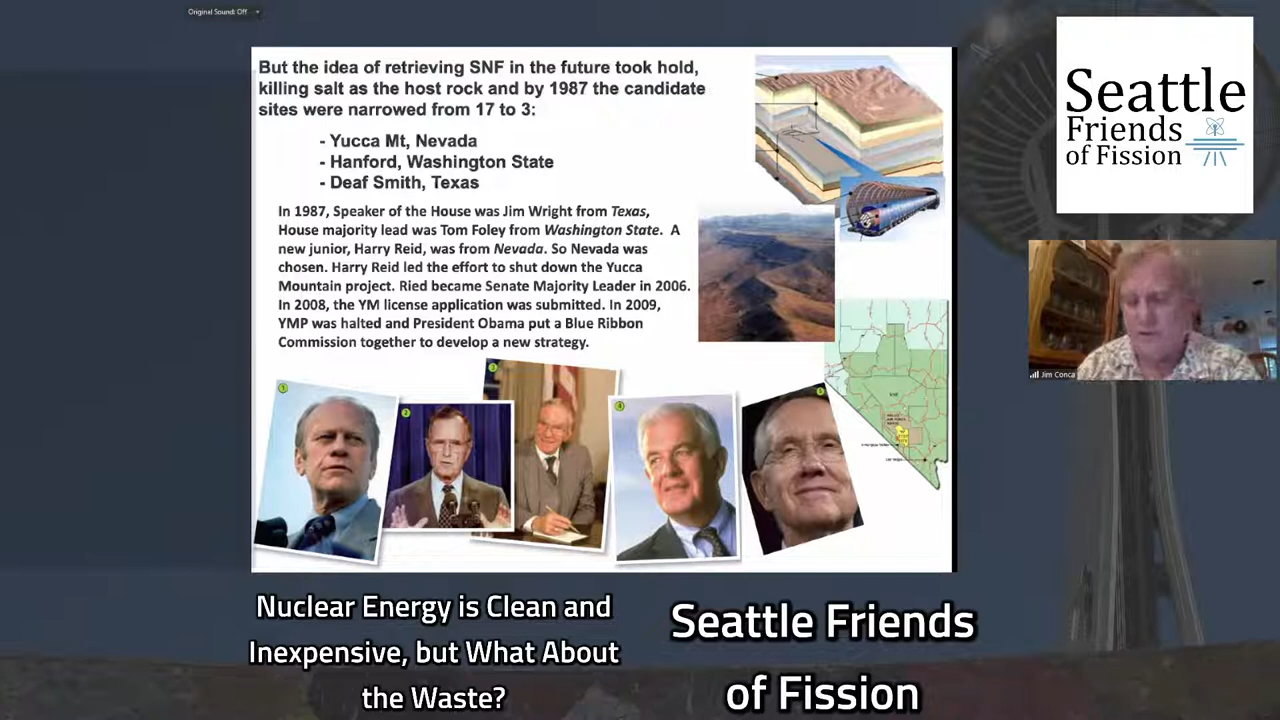 Original Sound: Off
But the idea of retrieving SNF in the future took hold,
killing salt as the host rock and by 1987 the candidate
sites were narrowed from 17 to 3:
- Yucca Mt, Nevada
- Hanford, Washington State
- Deaf Smith, Texas
In 1987, Speaker of the House was Jim Wright from Texas,
House majority lead was Tom Foley from Washington State. A
new junior, Harry Reid, was from Nevada. So Nevada was
chosen. Harry Reid led the effort to shut down the Yucca
Mountain project. Ried became Senate Majority Leader in 2006.
In 2008, the YM license application was submitted. In 2009,
YMP was halted and President Obama put a Blue Ribbon
Commission together to develop a new strategy.
1
2
3
4
5
Seattle
Friends
of Fission
Jim Conca
Nuclear Energy is Clean and
Inexpensive, but What About
the Waste?
Seattle Friends
of Fission